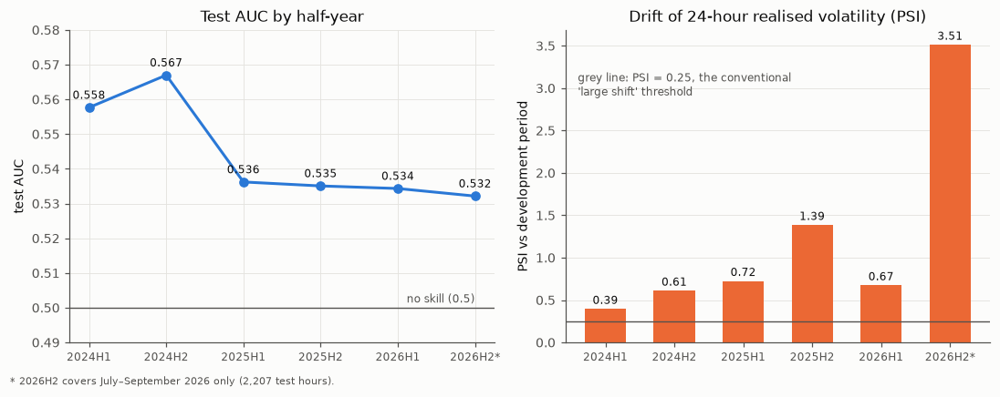 Test AUC by half-year
0.58
0.57
0.56
0.55
0.54
0.53
0.52
0.51
0.50
0.49
test AUC
0.558
0.567
0.536
0.535
0.534
0.532
no skill (0.5)
2024H1
2024H2
2025H1
2025H2
2026H1
2026H2*
Drift of 24-hour realised volatility (PSI)
3.5
3.0
2.5
2.0
1.5
1.0
0.5
0.0
PSI vs development period
grey line: PSI = 0.25, the conventional
'large shift' threshold
0.39
0.61
0.72
1.39
0.67
3.51
2024H1
2024H2
2025H1
2025H2
2026H1
2026H2*
* 2026H2 covers July–September 2026 only (2,207 test hours).